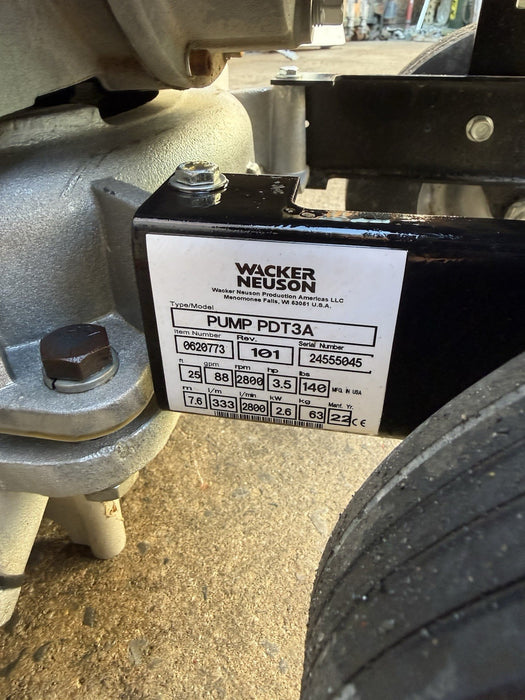 WACKER
NEUSON
Wacker Neuson Production Americas LLC
Menomonee Falls, WI 53051 U.S.A.
Type/Model
PUMP PDT3A
Item Number Rev. Serial Number
0620773 101 24555045
ft gpm rpm hp lbs
25 88 2800 3.5 140 MFG. IN USA
m l/m l/min kW kg Manf. Yr.
7.6 333 2800 2.6 63 22 CE